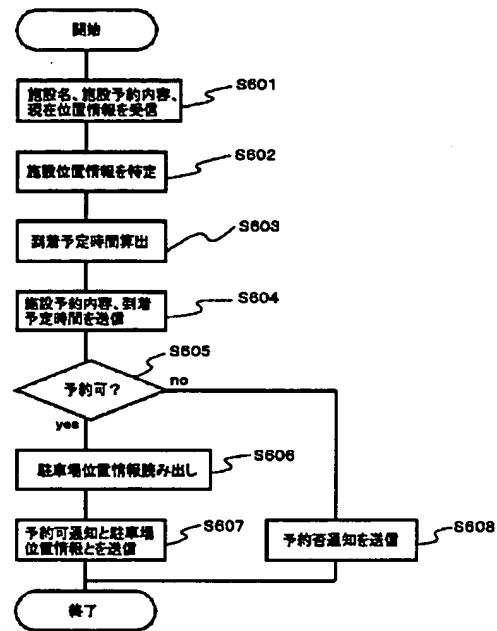 開始
施設名、施設予約内容、
現在位置情報を受信
S601
施設位置情報を特定
S602
到着予定時間算出
S603
施設予約内容、到着
予定時間を送信
S604
予約可?
S605
no
yes
駐車場位置情報読み出し
S606
予約可通知と駐車場
位置情報とを送信
S607
予約否通知を送信
S608
終了